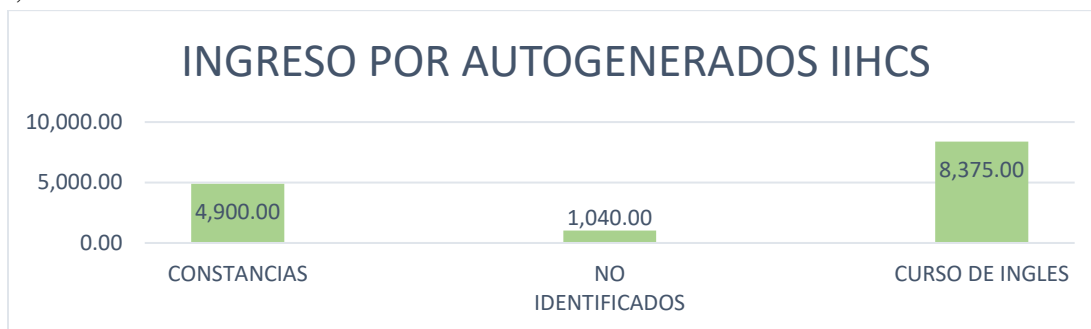 INGRESO POR AUTOGENERADOS IIHCS
10,000.00
5,000.00
0.00
4,900.00
1,040.00
8,375.00
CONSTANCIAS
NO
IDENTIFICADOS
CURSO DE INGLES